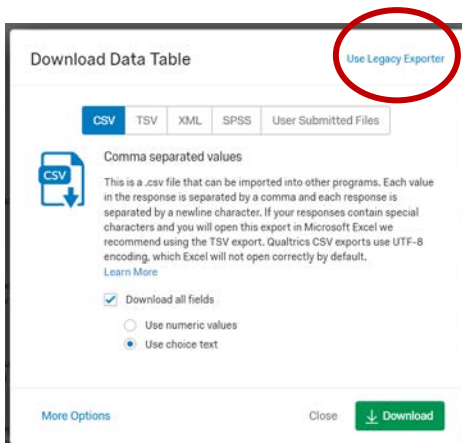 Download Data Table
Use Legacy Exporter
CSV TSV XML SPSS User Submitted Files
CSV
Comma separated values
This is a .csv file that can be imported into other programs. Each value
in the response is separated by a comma and each response is
separated by a newline character. If your responses contain special
characters and you will open this export in Microsoft Excel we
recommend using the TSV export. Qualtrics CSV exports use UTF-8
encoding, which Excel will not open correctly by default.
Learn More
Download all fields
Use numeric values
Use choice text
More Options
Close
Download